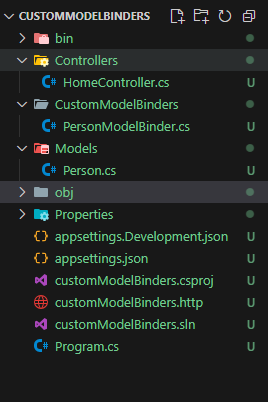 CUSTOMMODELBINDERS
bin
Controllers
C# HomeController.cs U
CustomModelBinders
C# PersonModelBinder.cs U
Models
C# Person.cs U
obj
Properties
{} appsettings.Development.json U
{} appsettings.json U
customModelBinders.csproj U
customModelBinders.http U
customModelBinders.sln U
C# Program.cs U